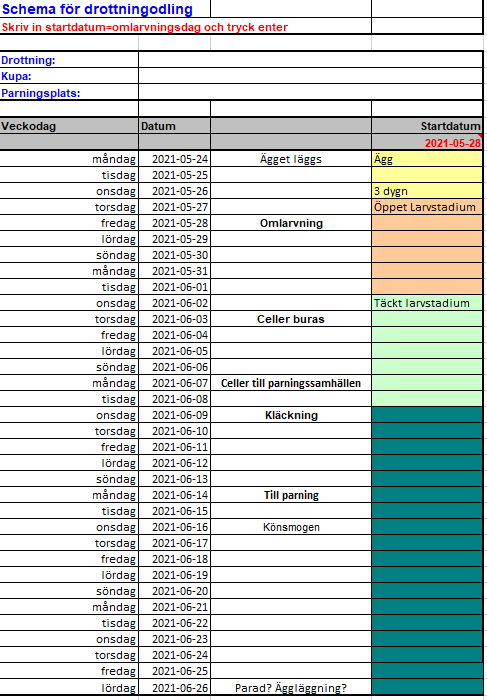 Schema för drottningodling
Skriv in startdatum=omlarvningsdag och tryck enter
Drottning:
Kupa:
Parningsplats:
Veckodag Datum Startdatum
2021-05-28
måndag 2021-05-24 Ägget läggs Ägg
tisdag 2021-05-25
onsdag 2021-05-26 3 dygn
torsdag 2021-05-27 Öppet Larvstadium
fredag 2021-05-28 Omlarvning
lördag 2021-05-29
söndag 2021-05-30
måndag 2021-05-31
tisdag 2021-06-01
onsdag 2021-06-02 Täckt larvstadium
torsdag 2021-06-03 Celler buras
fredag 2021-06-04
lördag 2021-06-05
söndag 2021-06-06
måndag 2021-06-07 Celler till parningssamhällen
tisdag 2021-06-08
onsdag 2021-06-09 Kläckning
torsdag 2021-06-10
fredag 2021-06-11
lördag 2021-06-12
söndag 2021-06-13
måndag 2021-06-14 Till parning
tisdag 2021-06-15
onsdag 2021-06-16 Könsmogen
torsdag 2021-06-17
fredag 2021-06-18
lördag 2021-06-19
söndag 2021-06-20
måndag 2021-06-21
tisdag 2021-06-22
onsdag 2021-06-23
torsdag 2021-06-24
fredag 2021-06-25
lördag 2021-06-26 Parad? Äggläggning?